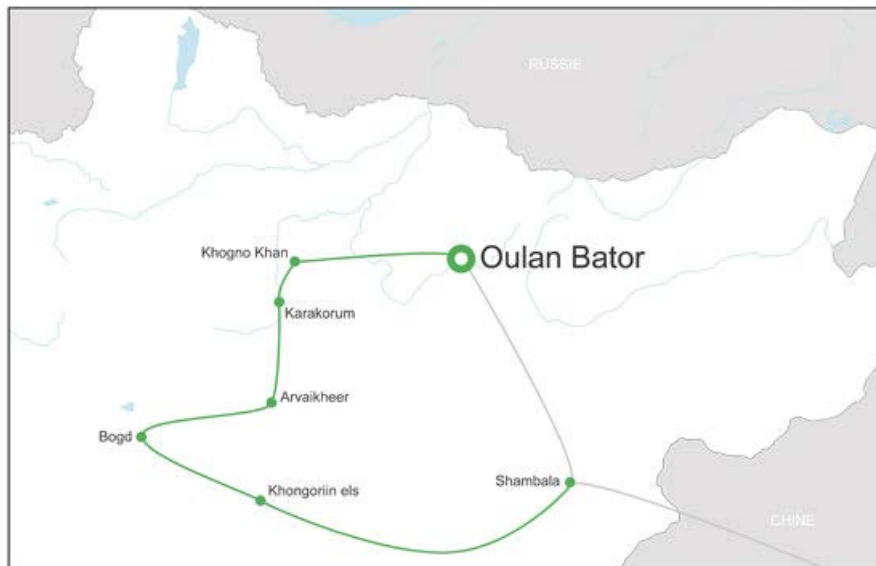 RUSSIE
Khogno Khan
Oulan Bator
Karakorum
Arvaikheer
Bogd
Khongoriin els
Shambala
CHINE